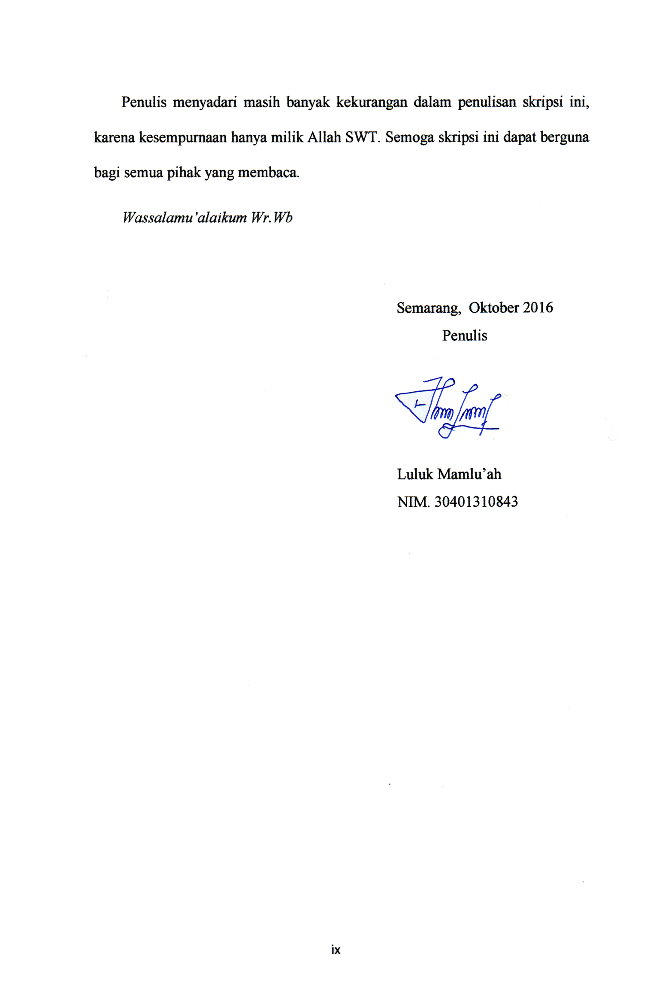 Penulis menyadari masih banyak kekurangan dalam penulisan skripsi ini,
karena kesempurnaan hanya milik Allah SWT. Semoga skripsi ini dapat berguna
bagi semua pihak yang membaca.
Wassalamu'alaikum Wr. Wb
Semarang, Oktober 2016
Penulis
Luluk Mamlu'ah
NIM. 30401310843
ix